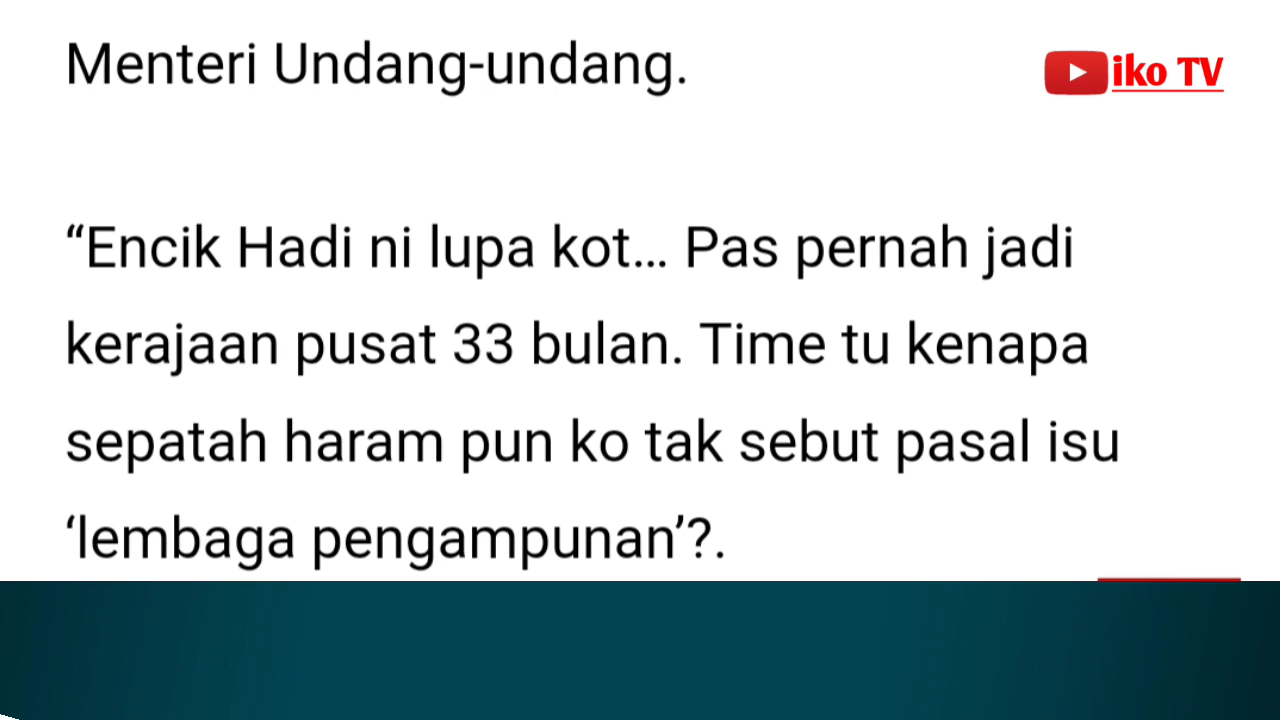 Menteri Undang-undang.
iko TV
“Encik Hadi ni lupa kot... Pas pernah jadi
kerajaan pusat 33 bulan. Time tu kenapa
sepatah haram pun ko tak sebut pasal isu
‘lembaga pengampunan’?.